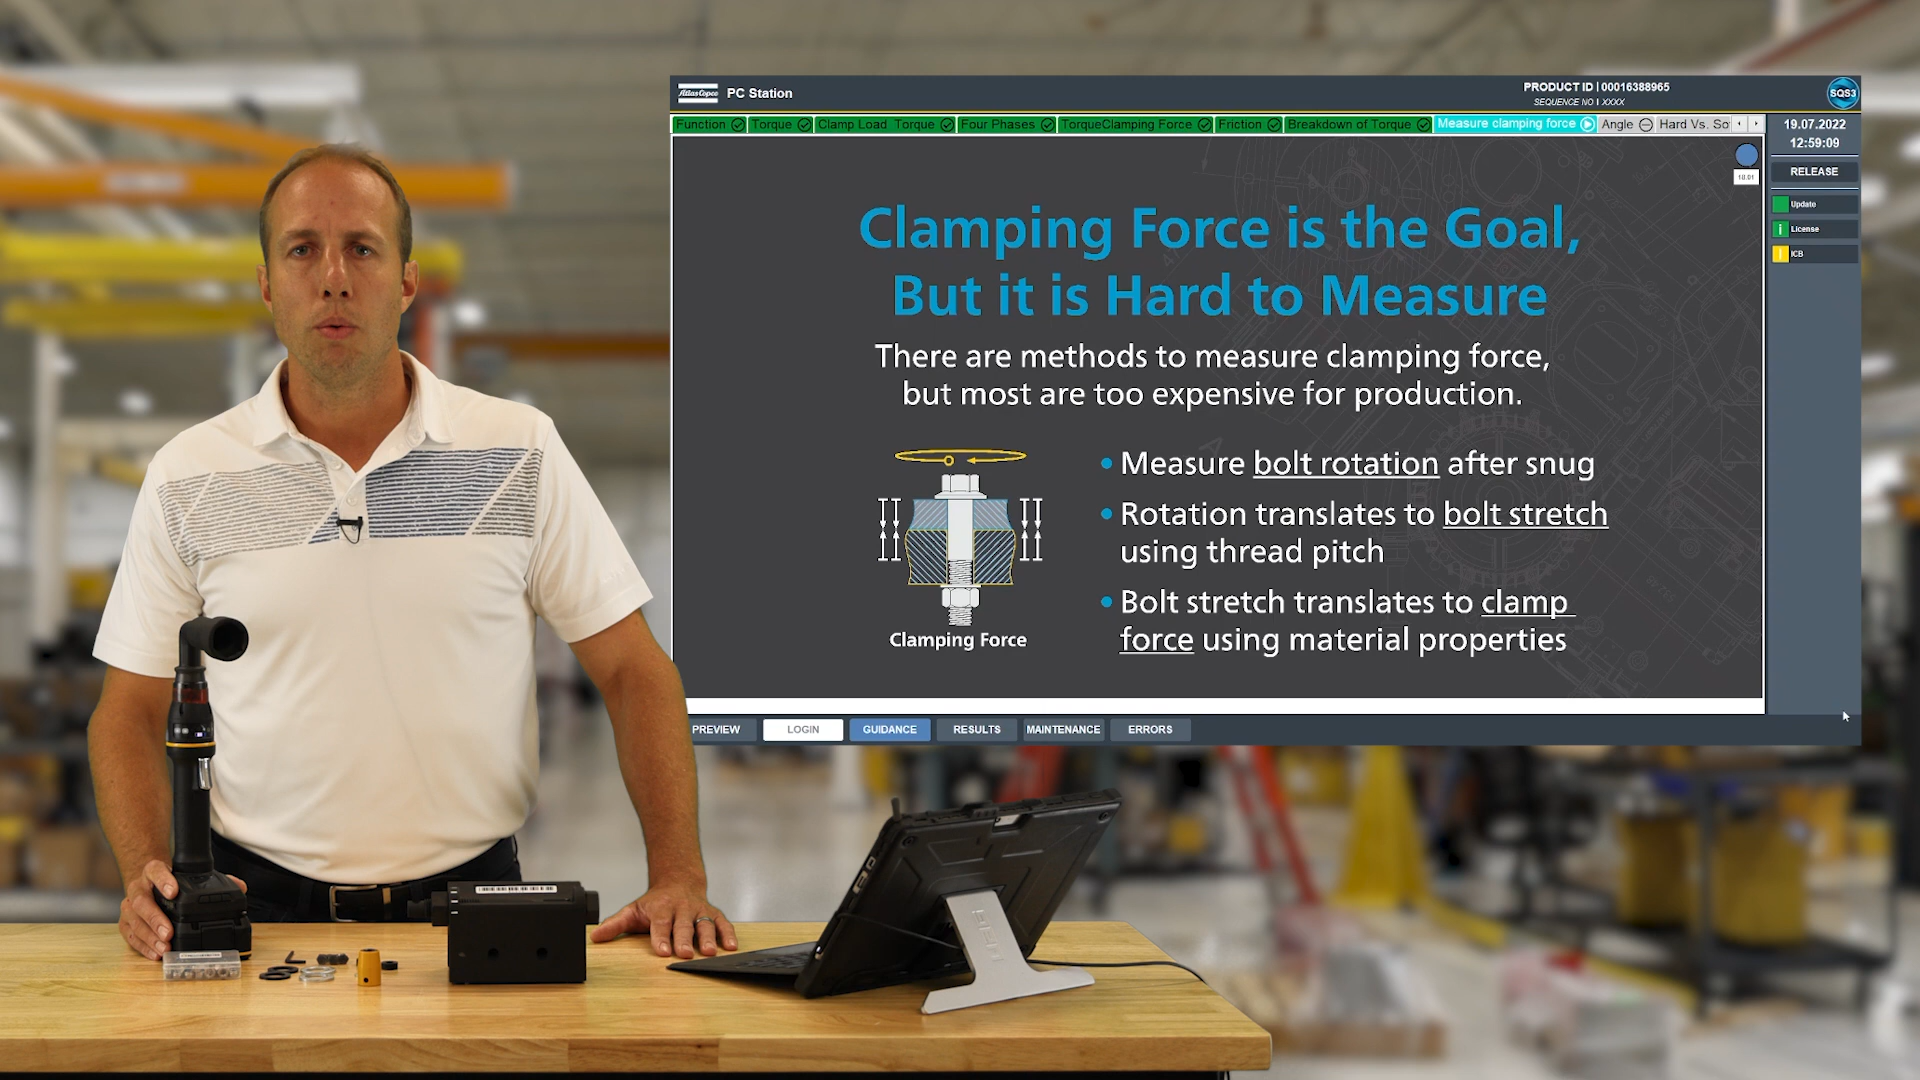 Atlas Copco PC Station
PRODUCT ID | 00016388965
SEQUENCE NO I XXXX
SQS3
Function Torque Clamp Load Torque Four Phases TorqueClamping Force Friction Breakdown of Torque Measure clamping force Angle Hard Vs. So
19.07.2022
12:59:09
RELEASE
Update
License
ICB
Clamping Force is the Goal,
But it is Hard to Measure
There are methods to measure clamping force,
but most are too expensive for production.
• Measure bolt rotation after snug
• Rotation translates to bolt stretch
using thread pitch
• Bolt stretch translates to clamp
force using material properties
Clamping Force
PREVIEW LOGIN GUIDANCE RESULTS MAINTENANCE ERRORS